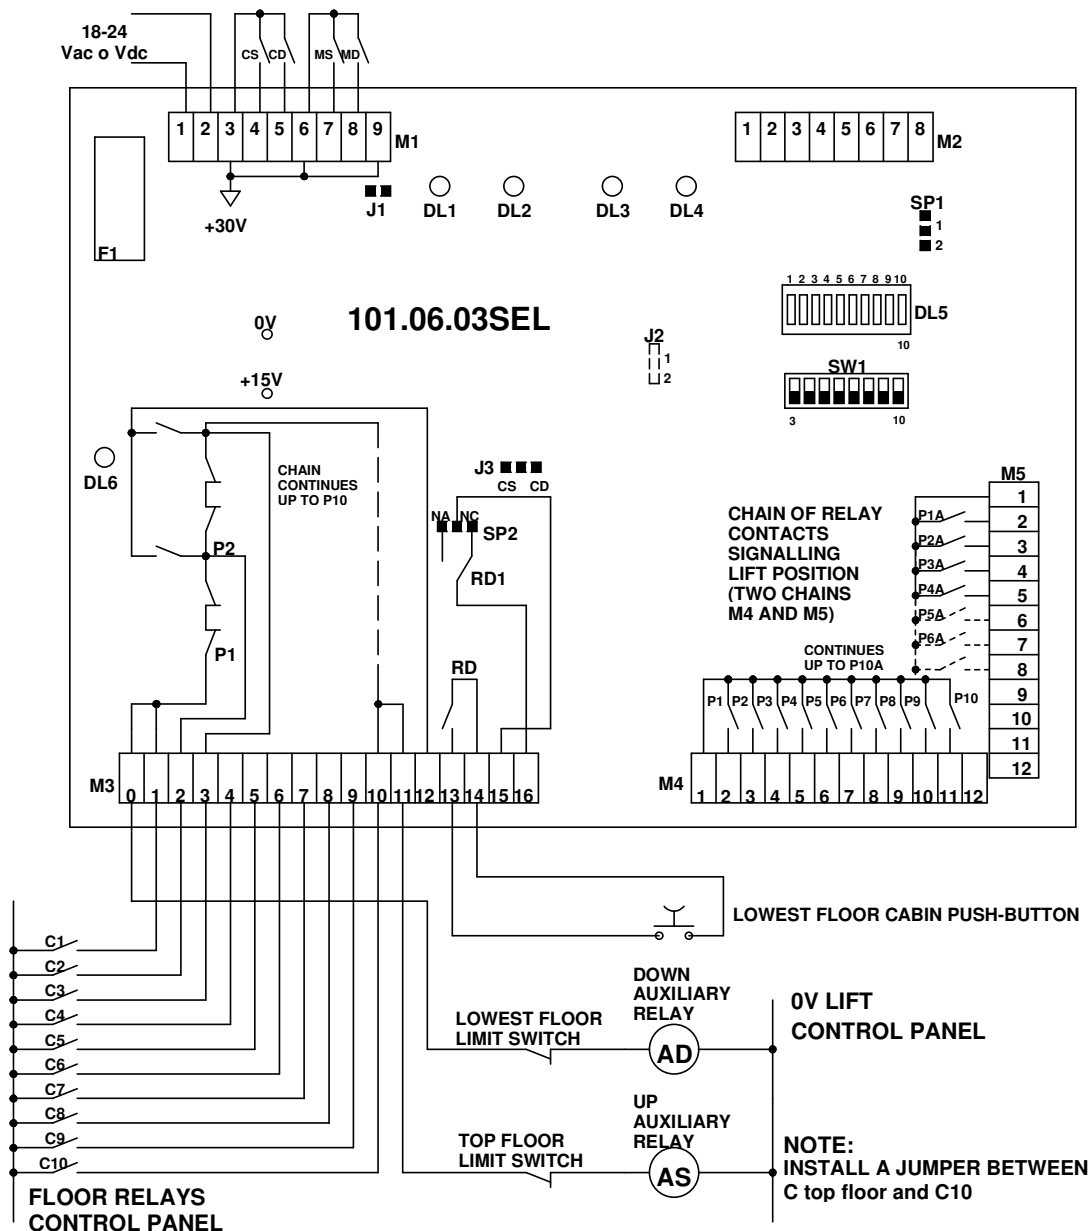 18-24
Vac o Vdc
CS CD MS MD
1 2 3 4 5 6 7 8 9
M1
1 2 3 4 5 6 7 8
M2
+30V
J1
DL1 DL2 DL3 DL4
SP1
1
2
F1
1 2 3 4 5 6 7 8 9 10
DL5
10
0V
101.06.03SEL
J2
1
2
+15V
SW1
3 10
DL6
CHAIN
CONTINUES
UP TO P10
J3
CS CD
NA NC
SP2
P2
RD1
P1
RD
CHAIN OF RELAY
CONTACTS
SIGNALLING
LIFT POSITION
(TWO CHAINS
M4 AND M5)
M5
1
P1A 2
P2A 3
P3A 4
P4A 5
P5A 6
P6A 7
8
9
10
11
12
CONTINUES
UP TO P10A
P1 P2 P3 P4 P5 P6 P7 P8 P9 P10
M3
0 1 2 3 4 5 6 7 8 9 10 11 12 13 14 15 16
M4
1 2 3 4 5 6 7 8 9 10 11 12
LOWEST FLOOR CABIN PUSH-BUTTON
C1
C2
C3
C4
C5
C6
C7
C8
C9
C10
FLOOR RELAYS
CONTROL PANEL
LOWEST FLOOR
LIMIT SWITCH
DOWN
AUXILIARY
RELAY
AD
0V LIFT
CONTROL PANEL
TOP FLOOR
LIMIT SWITCH
UP
AUXILIARY
RELAY
AS
NOTE:
INSTALL A JUMPER BETWEEN
C top floor and C10